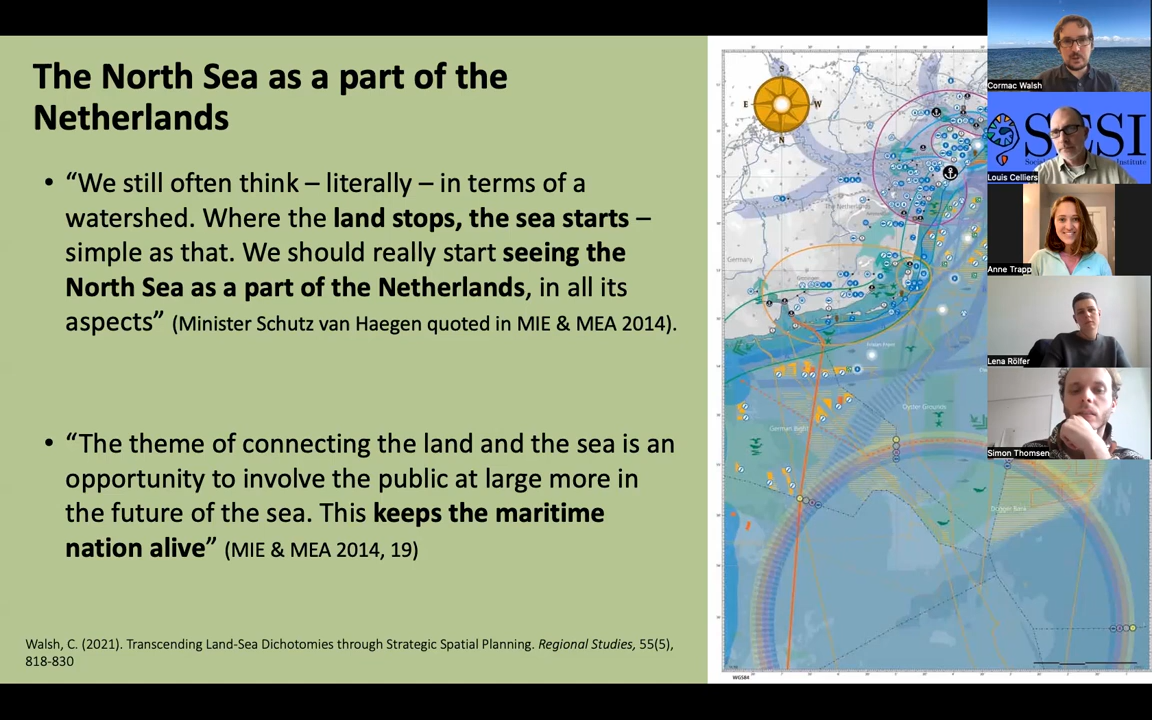 The North Sea as a part of the
Netherlands
• “We still often think – literally – in terms of a
watershed. Where the land stops, the sea starts –
simple as that. We should really start seeing the
North Sea as a part of the Netherlands, in all its
aspects” (Minister Schutz van Haegen quoted in MIE & MEA 2014).
• “The theme of connecting the land and the sea is an
opportunity to involve the public at large more in
the future of the sea. This keeps the maritime
nation alive” (MIE & MEA 2014, 19)
Walsh, C. (2021). Transcending Land-Sea Dichotomies through Strategic Spatial Planning. Regional Studies, 55(5),
818-830
S
E
W
N
The Netherlands
Germany
Oyster Grounds
German Bight
Dogger Bank
WGS84
Cormac Walsh
SESI
Institute
Louis Celliers
Anne Trapp
Lena Rölfer
Simon Thomsen